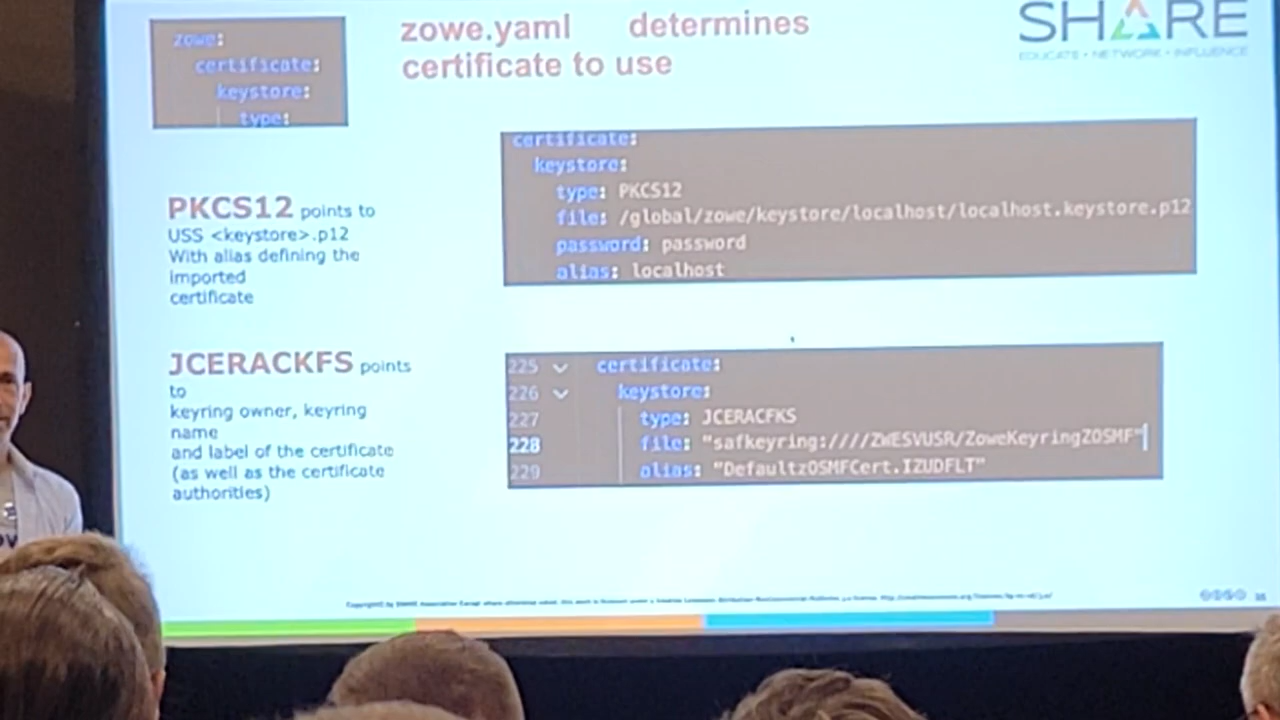 zowe:
certificate:
keystore:
type:
zowe.yaml determines
certificate to use
SHARE
EDUCATE • NETWORK • INFLUENCE
PKCS12 points to
USS <keystore>.p12
With alias defining the
imported
certificate
certificate:
keystore:
type: PKCS12
file: /global/zowe/keystore/localhost/localhost.keystore.p12
password: password
alias: localhost
JCERACKFS points
to
keyring owner, keyring
name
and label of the certificate
(as well as the certificate
authorities)
225 certificate:
226 keystore:
227 type: JCERACFKS
228 file: "safkeyring:////ZWESVUSR/ZoweKeyringZOSMF"
229 alias: "DefaultzOSMFCert.IZUDFLT"